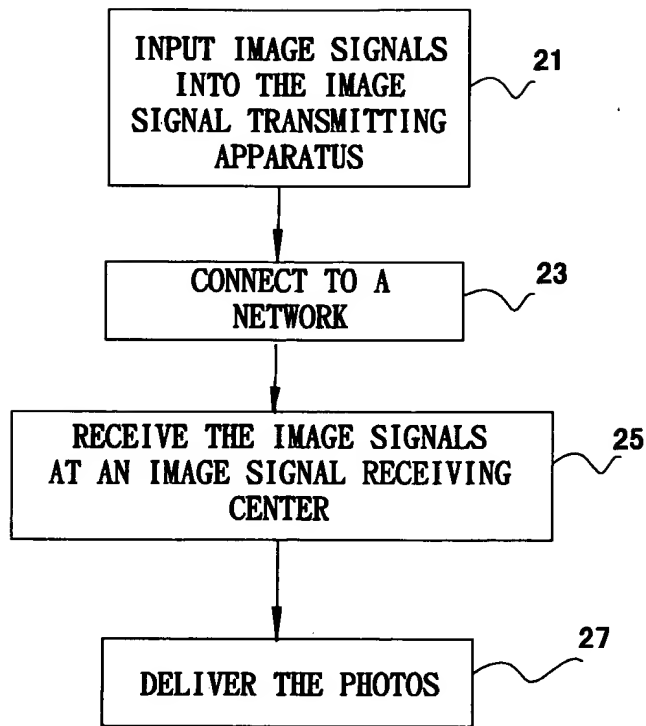 INPUT IMAGE SIGNALS
INTO THE IMAGE
SIGNAL TRANSMITTING
APPARATUS
21
CONNECT TO A
NETWORK
23
RECEIVE THE IMAGE SIGNALS
AT AN IMAGE SIGNAL RECEIVING
CENTER
25
DELIVER THE PHOTOS
27